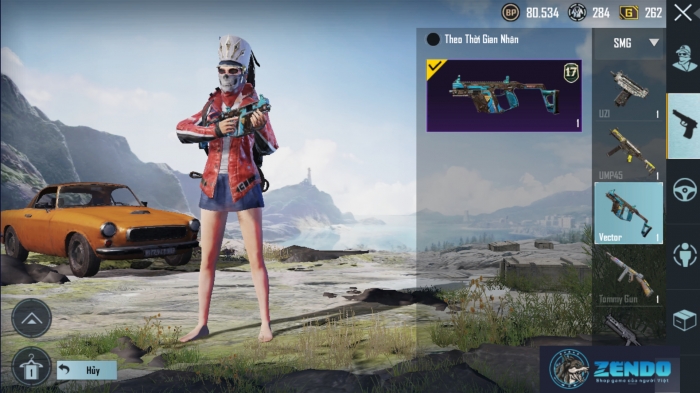 BP 80.534 284 G 262
Theo Thời Gian Nhận
SMG
17
1
UZI 1
UMP45 1
Vector 1
Tommy Gun 1
1
Hủy
ZENDO
Shop game của người Việt